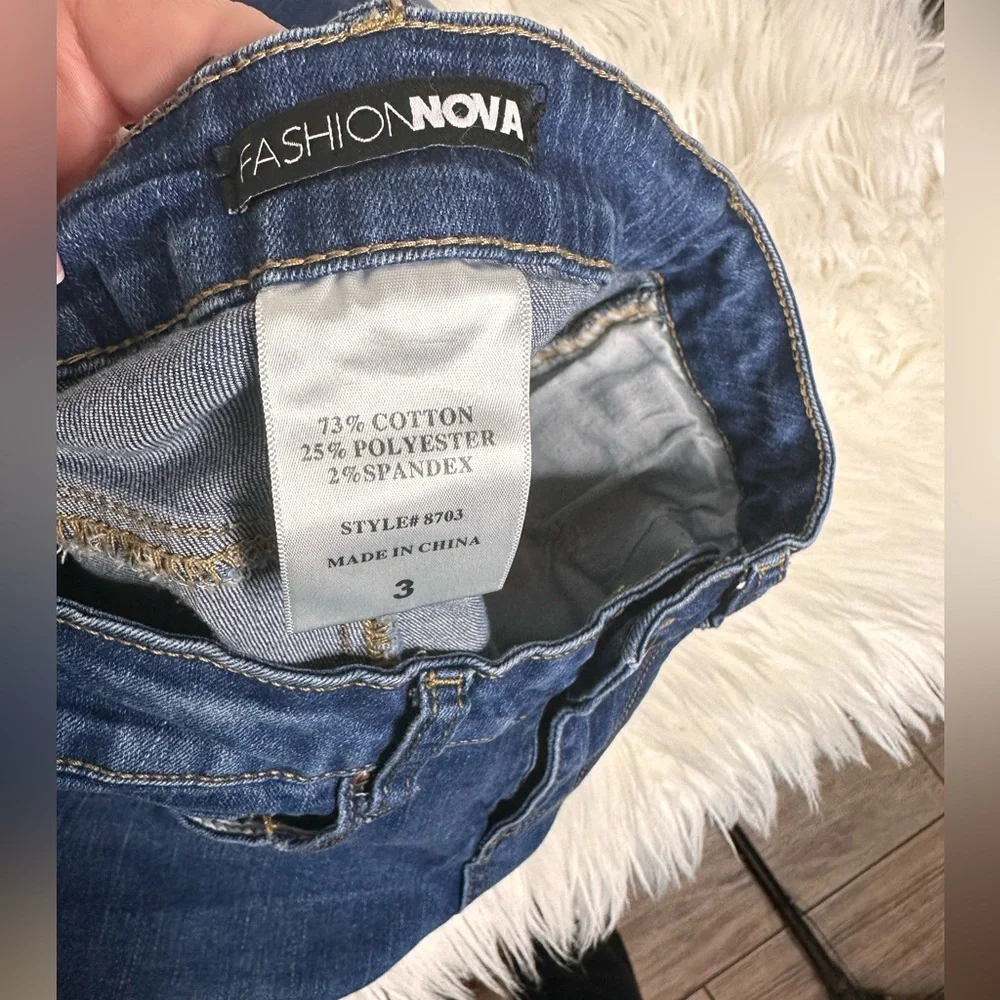 FASHIONNOVA
73% COTTON
25% POLYESTER
2%SPANDEX
STYLE# 8703
MADE IN CHINA
3